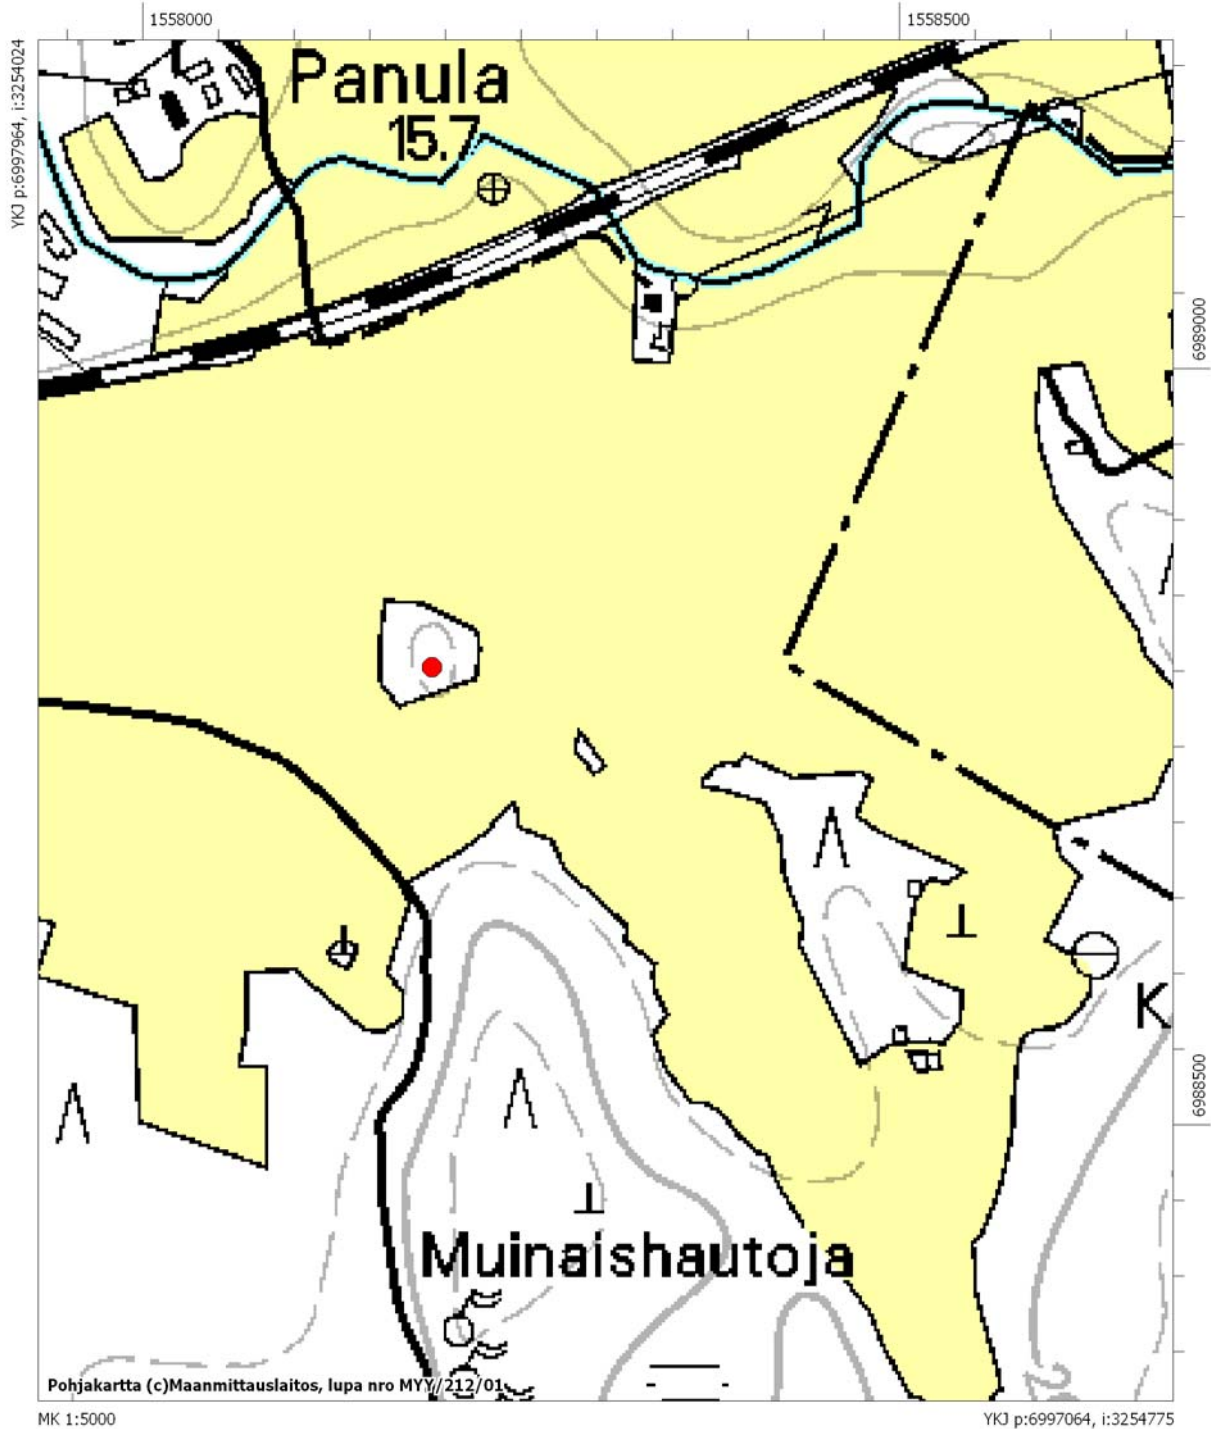 1558000
1558500
YKJ p:6997964, i:3254024
Panula
15.7
6989000
6988500
K
Muinaishautoja
Pohjakartta (c)Maanmittauslaitos, lupa nro MYY/212/01
MK 1:5000
YKJ p:6997064, i:3254775